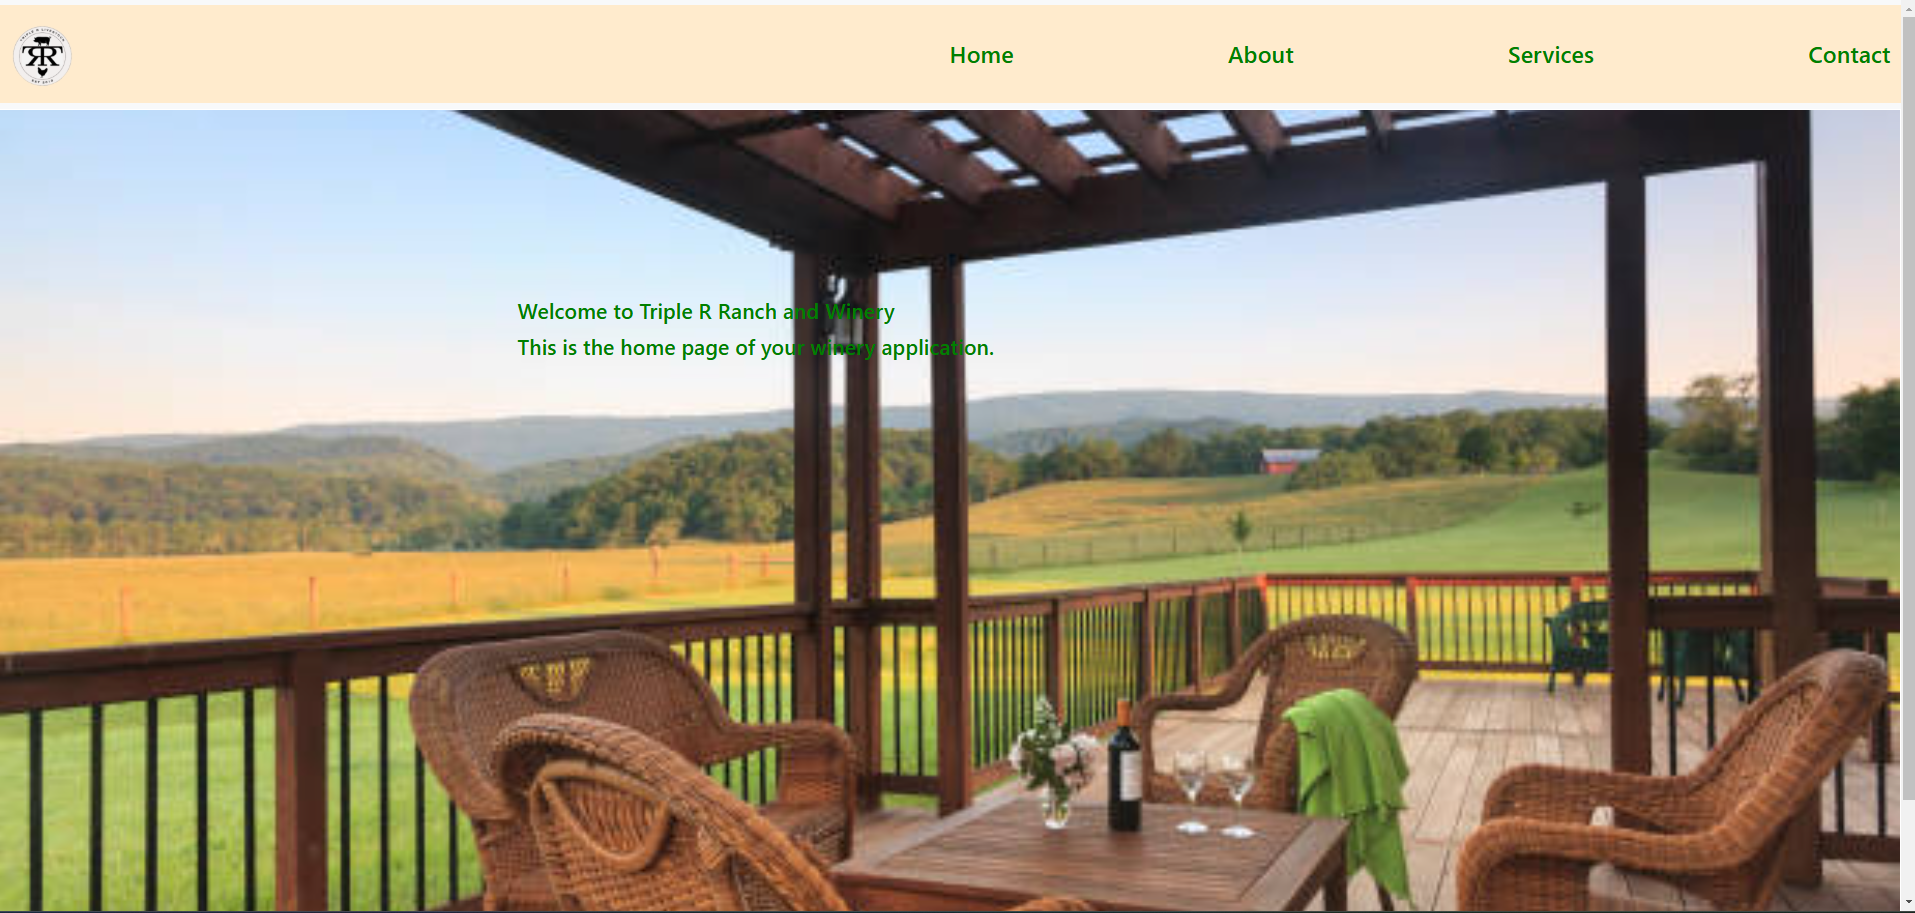 Home About Services Contact
Welcome to Triple R Ranch and Winery
This is the home page of your winery application.